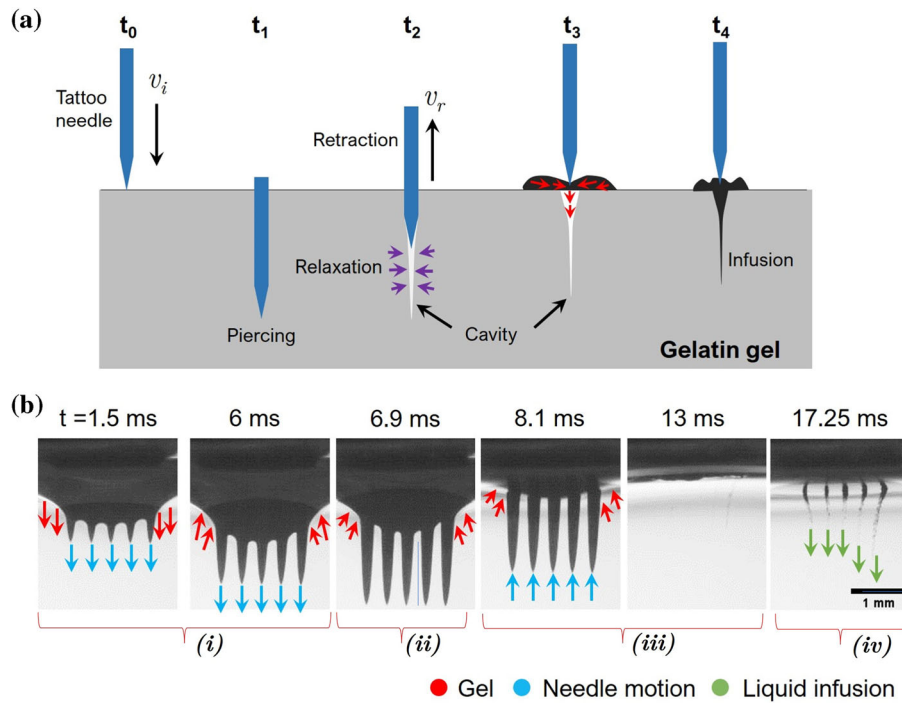 (a)
t0 t1 t2 t3 t4
Tattoo
needle
vi
Retraction
vr
Relaxation
Infusion
Piercing
Cavity
Gelatin gel
(b)
t =1.5 ms 6 ms 6.9 ms 8.1 ms 13 ms 17.25 ms
1 mm
(i) (ii) (iii) (iv)
Gel Needle motion Liquid infusion